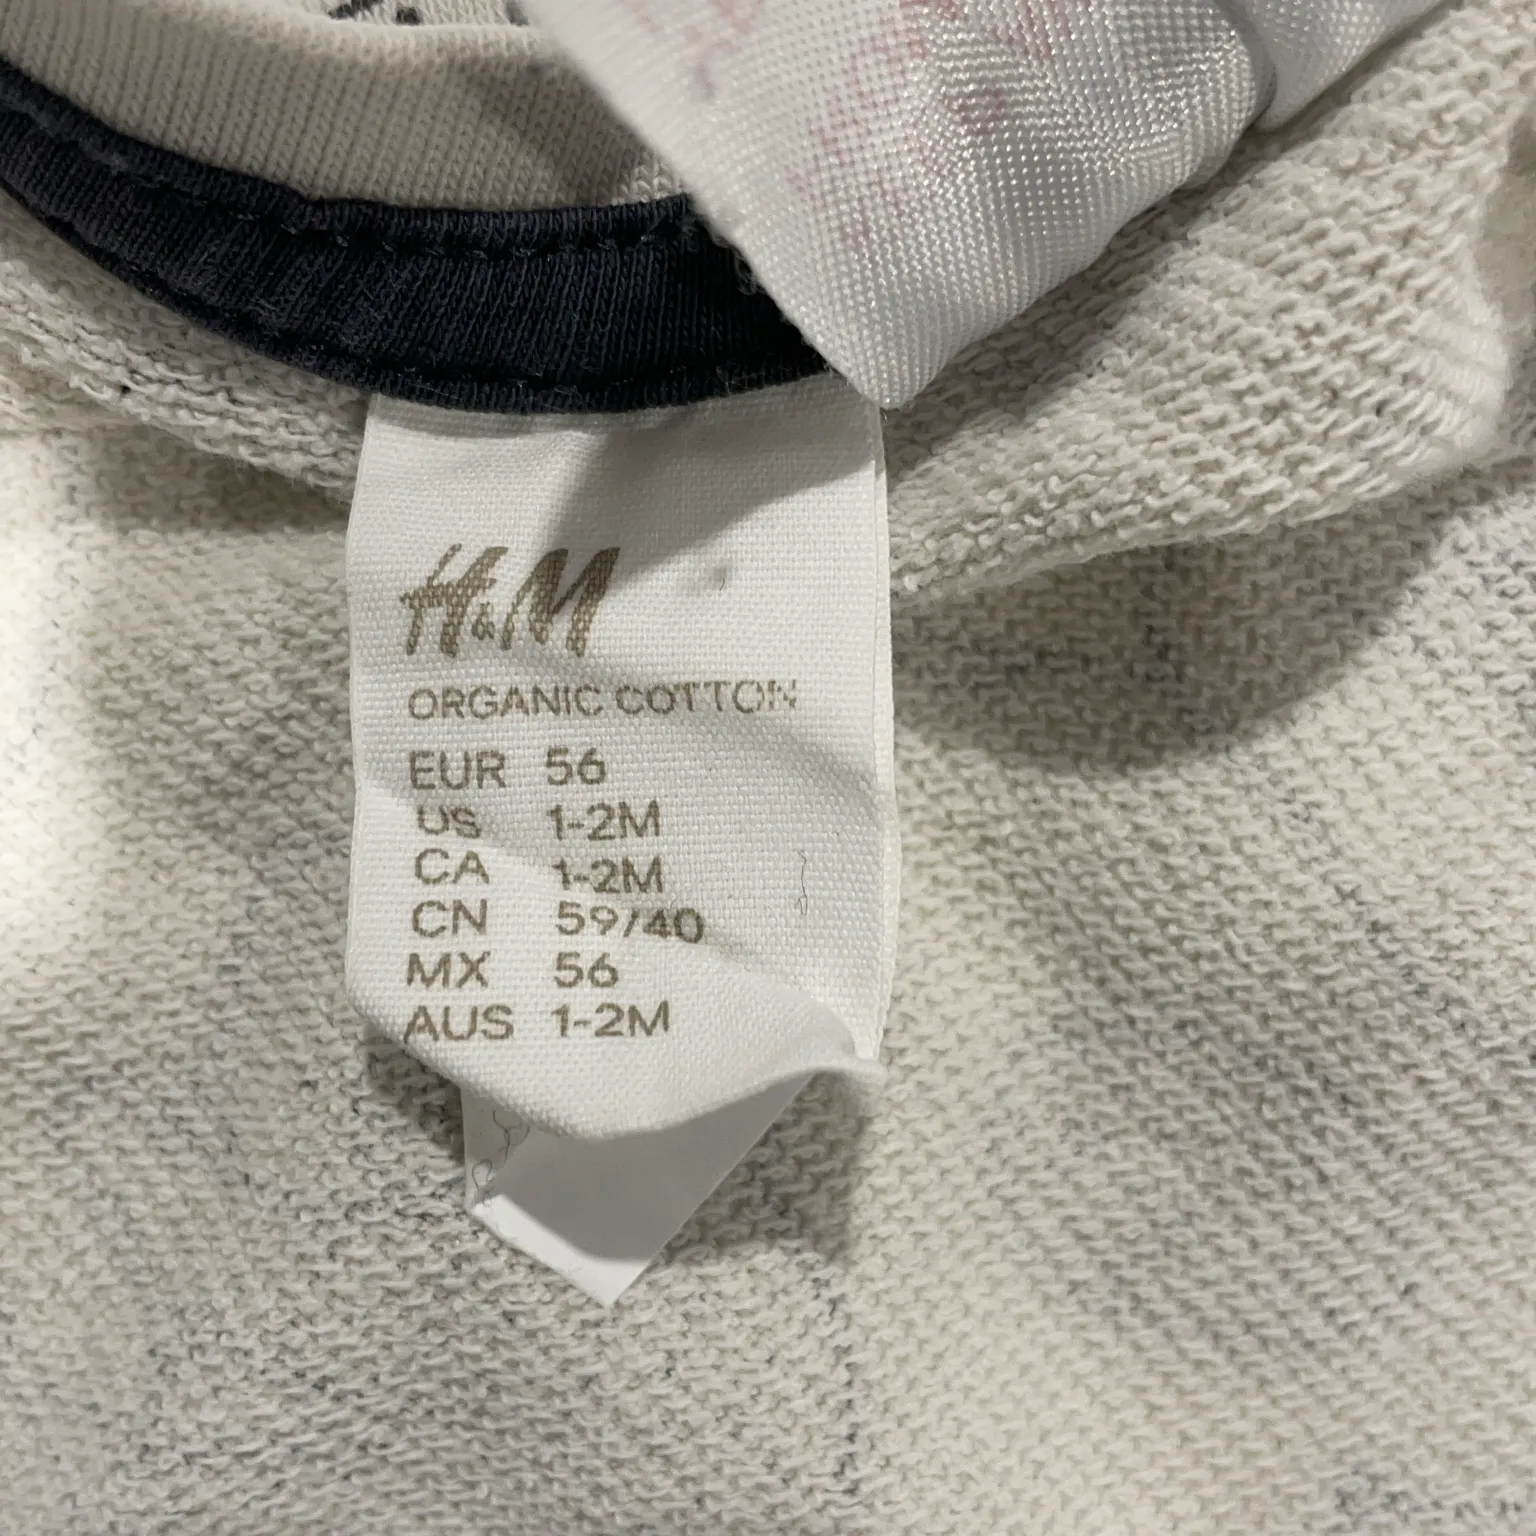 H&M
ORGANIC COTTON
EUR 56
US 1-2M
CA 1-2M
CN 59/40
MX 56
AUS 1-2M